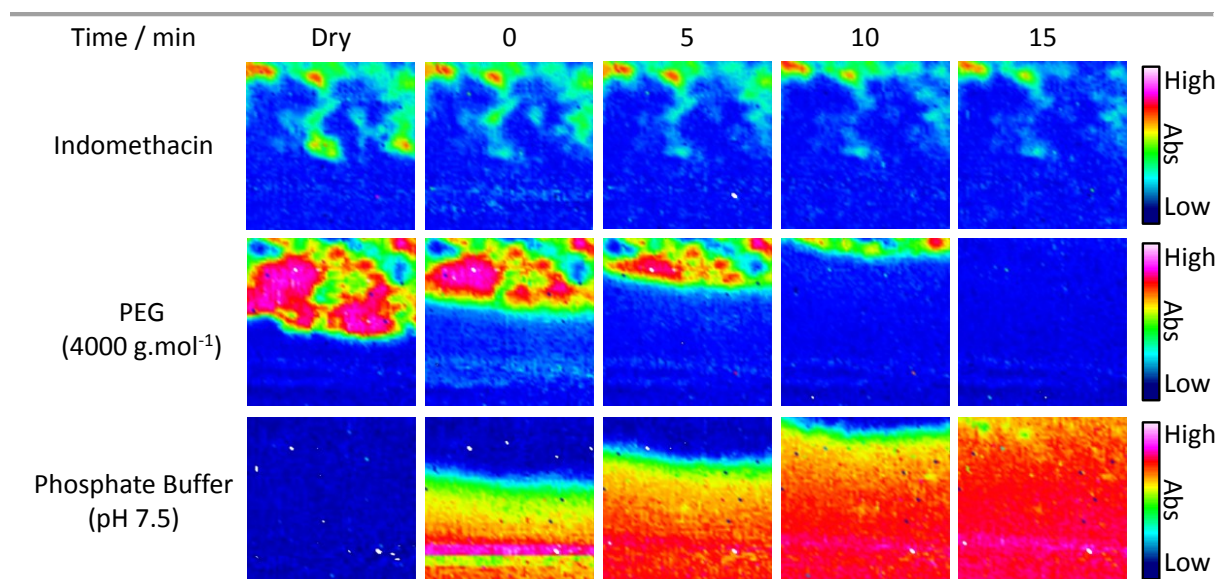 Time / min Dry 0 5 10 15
Indomethacin
High
Abs
Low
PEG
(4000 g.mol⁻¹)
High
Abs
Low
Phosphate Buffer
(pH 7.5)
High
Abs
Low